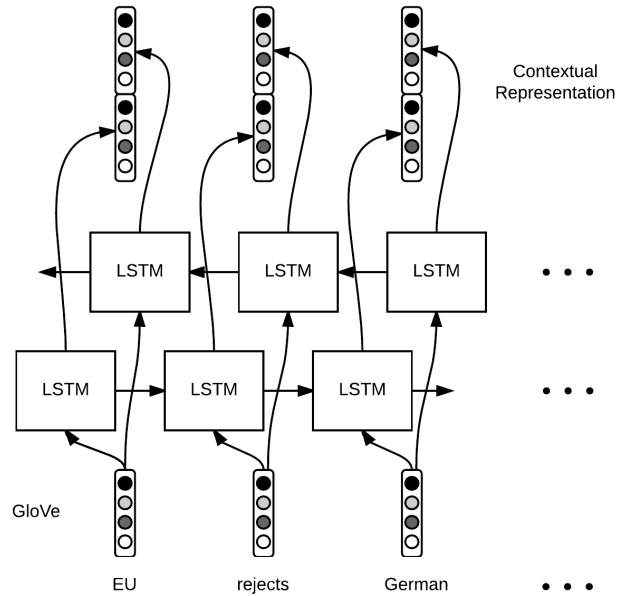 Contextual
Representation
LSTM LSTM LSTM • • •
LSTM LSTM LSTM • • •
GloVe
EU rejects German • • •